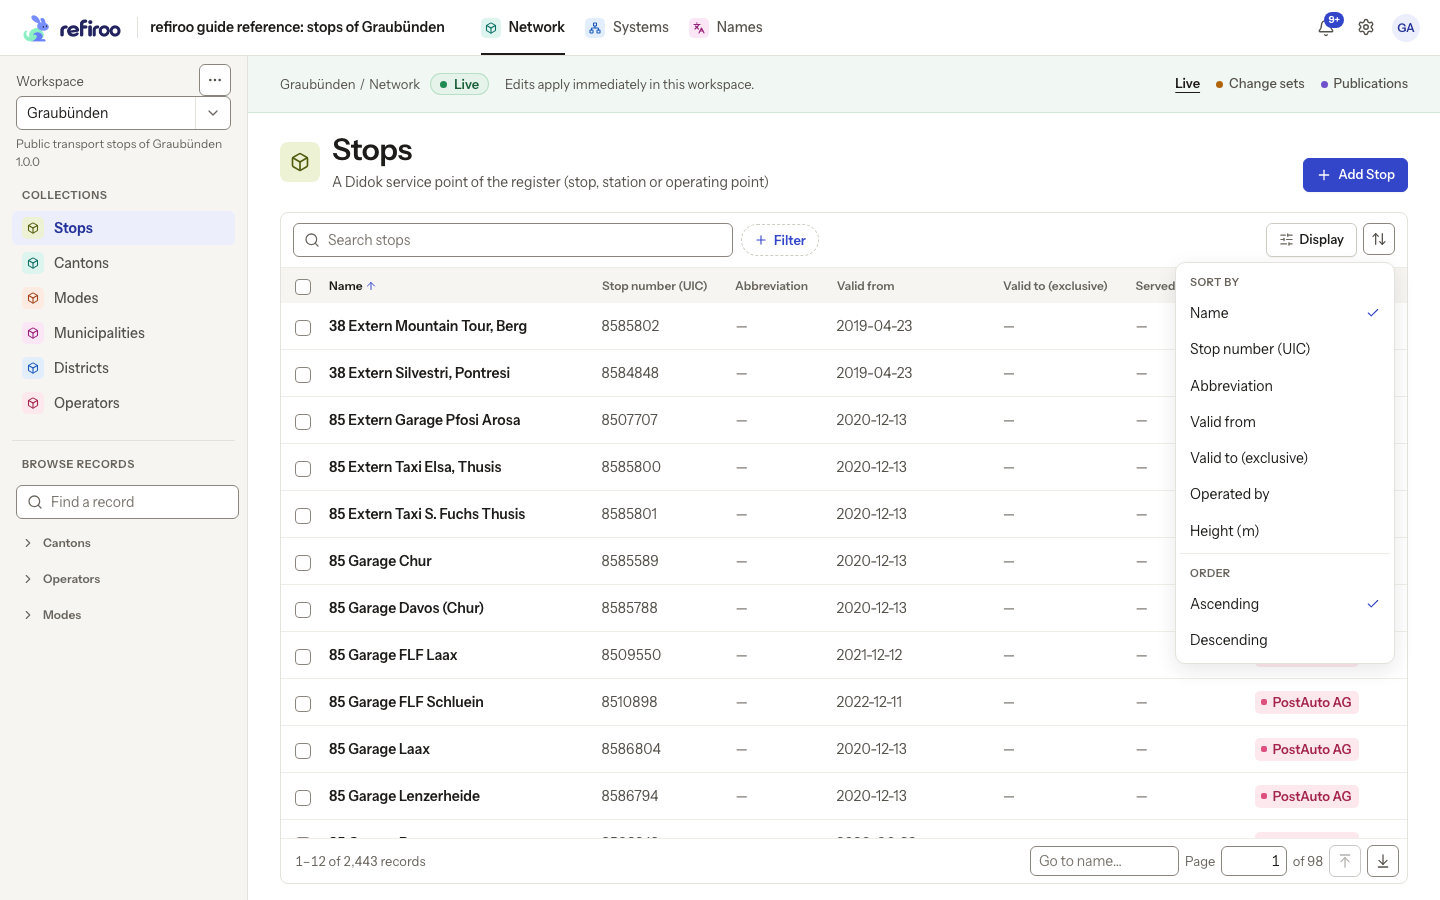 refiroo
refiroo guide reference: stops of Graubünden
Network
Systems
Names
9+
GA
Workspace
Graubünden
Public transport stops of Graubünden
1.0.0
COLLECTIONS
Stops
Cantons
Modes
Municipalities
Districts
Operators
BROWSE RECORDS
Find a record
Cantons
Operators
Modes
Graubünden / Network
Live
Edits apply immediately in this workspace.
Live
Change sets
Publications
Stops
A Didok service point of the register (stop, station or operating point)
+ Add Stop
Search stops
+ Filter
Display
Name ↑ Stop number (UIC) Abbreviation Valid from Valid to (exclusive) Served
38 Extern Mountain Tour, Berg 8585802 — 2019-04-23 — —
38 Extern Silvestri, Pontresi 8584848 — 2019-04-23 — —
85 Extern Garage Pfosi Arosa 8507707 — 2020-12-13 — —
85 Extern Taxi Elsa, Thusis 8585800 — 2020-12-13 — —
85 Extern Taxi S. Fuchs Thusis 8585801 — 2020-12-13 — —
85 Garage Chur 8585589 — 2020-12-13 — —
85 Garage Davos (Chur) 8585788 — 2020-12-13 — —
85 Garage FLF Laax 8509550 — 2021-12-12 — —
85 Garage FLF Schluein 8510898 — 2022-12-11 — — PostAuto AG
85 Garage Laax 8586804 — 2020-12-13 — — PostAuto AG
85 Garage Lenzerheide 8586794 — 2020-12-13 — — PostAuto AG
SORT BY
Name
Stop number (UIC)
Abbreviation
Valid from
Valid to (exclusive)
Operated by
Height (m)
ORDER
Ascending
Descending
1–12 of 2,443 records
Go to name...
Page 1 of 98